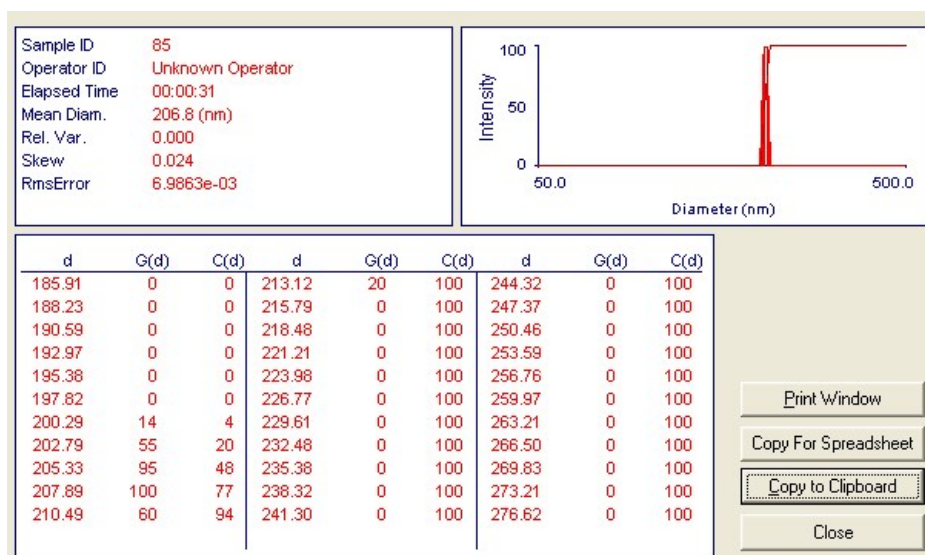 Sample ID 85
Operator ID Unknown Operator
Elapsed Time 00:00:31
Mean Diam. 206.8 (nm)
Rel. Var. 0.000
Skew 0.024
RmsError 6.9863e-03
100
50
0
Intensity
50.0 500.0
Diameter (nm)
d G(d) C(d) d G(d) C(d) d G(d) C(d)
185.91 0 0 213.12 20 100 244.32 0 100
188.23 0 0 215.79 0 100 247.37 0 100
190.59 0 0 218.48 0 100 250.46 0 100
192.97 0 0 221.21 0 100 253.59 0 100
195.38 0 0 223.98 0 100 256.76 0 100
197.82 0 0 226.77 0 100 259.97 0 100
200.29 14 4 229.61 0 100 263.21 0 100
202.79 55 20 232.48 0 100 266.50 0 100
205.33 95 48 235.38 0 100 269.83 0 100
207.89 100 77 238.32 0 100 273.21 0 100
210.49 60 94 241.30 0 100 276.62 0 100
Print Window
Copy For Spreadsheet
Copy to Clipboard
Close